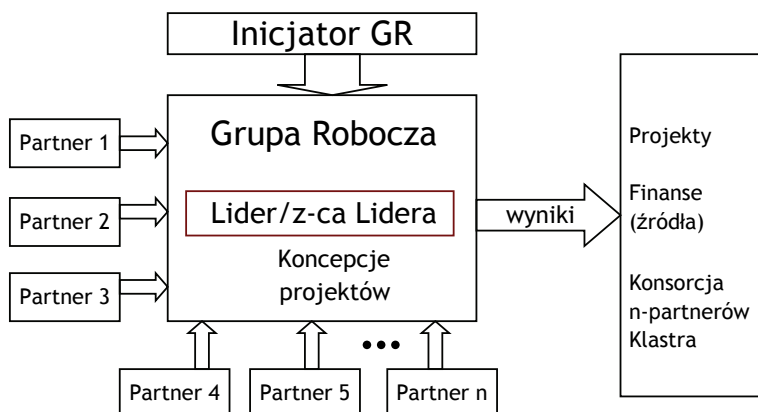 Inicjator GR
Grupa Robocza
Partner 1
Partner 2
Partner 3
Lider/z-ca Lidera
Koncepcje
projektów
wyniki
Projekty
Finanse
(źródła)
Konsorcja
n-partnerów
Klastra
•••
Partner 4
Partner 5
Partner n